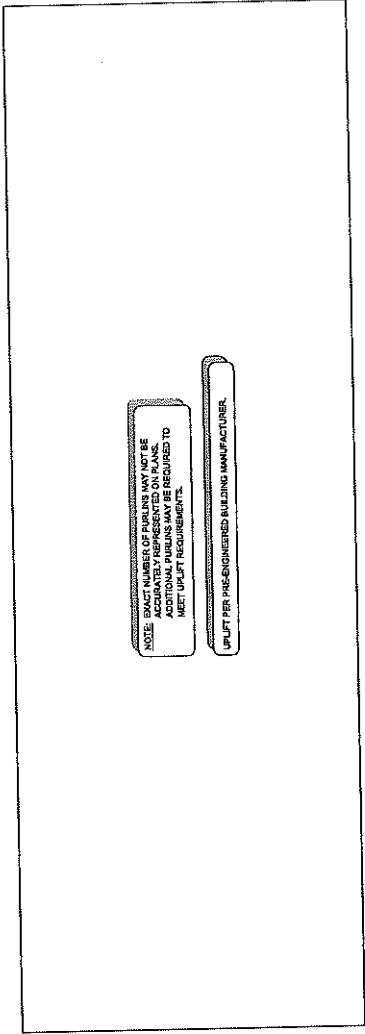 NOTE: EXACT NUMBER OF PURLINS MAY NOT BE
ACCURATELY REPRESENTED ON PLANS.
ADDITIONAL PURLINS MAY BE REQUIRED TO
MEET UPLIFT REQUIREMENTS.
UPLIFT PER PRE-ENGINEERED BUILDING MANUFACTURER.